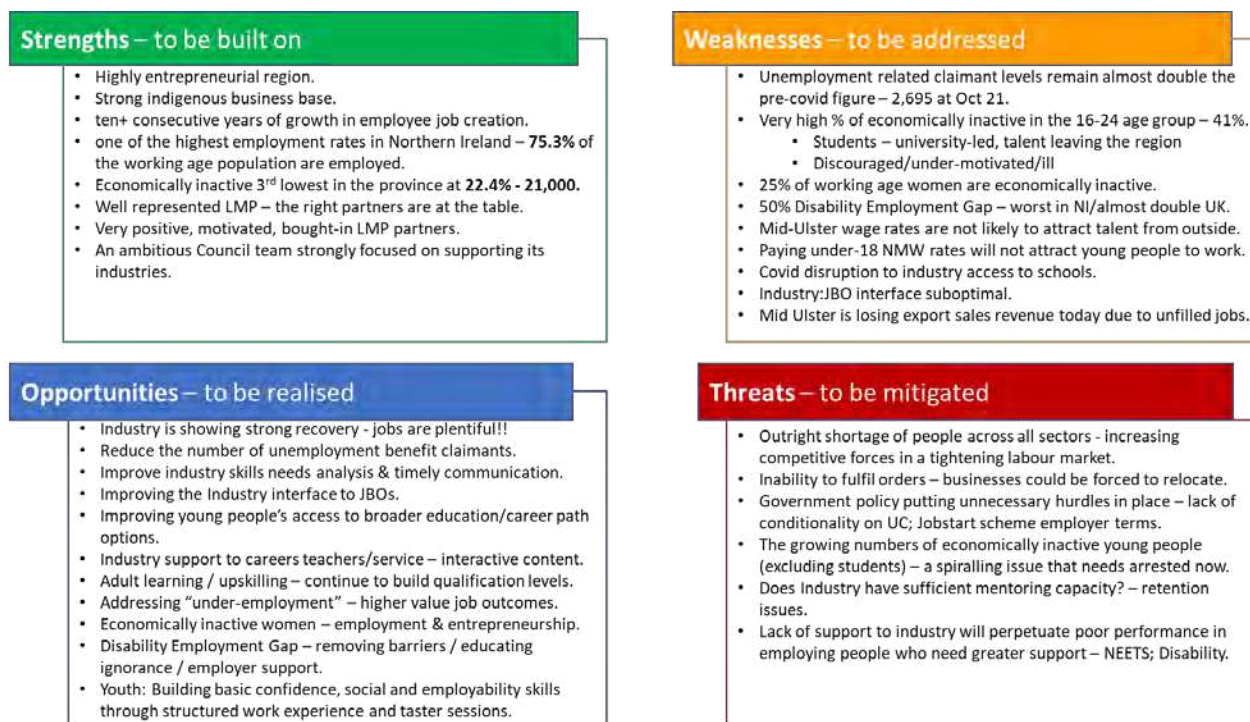 Strengths – to be built on
• Highly entrepreneurial region.
• Strong indigenous business base.
• ten+ consecutive years of growth in employee job creation.
• one of the highest employment rates in Northern Ireland – 75.3% of
the working age population are employed.
• Economically inactive 3rd lowest in the province at 22.4% - 21,000.
• Well represented LMP – the right partners are at the table.
• Very positive, motivated, bought-in LMP partners.
• An ambitious Council team strongly focused on supporting its
industries.
Weaknesses – to be addressed
• Unemployment related claimant levels remain almost double the
pre-covid figure – 2,695 at Oct 21.
• Very high % of economically inactive in the 16-24 age group – 41%.
• Students – university-led, talent leaving the region
• Discouraged/under-motivated/ill
• 25% of working age women are economically inactive.
• 50% Disability Employment Gap – worst in NI/almost double UK.
• Mid-Ulster wage rates are not likely to attract talent from outside.
• Paying under-18 NMW rates will not attract young people to work.
• Covid disruption to industry access to schools.
• Industry:JBO interface suboptimal.
• Mid Ulster is losing export sales revenue today due to unfilled jobs.
Opportunities – to be realised
• Industry is showing strong recovery - jobs are plentiful!!
• Reduce the number of unemployment benefit claimants.
• Improve industry skills needs analysis & timely communication.
• Improving the Industry interface to JBOs.
• Improving young people's access to broader education/career path
options.
• Industry support to careers teachers/service – interactive content.
• Adult learning / upskilling – continue to build qualification levels.
• Addressing "under-employment" – higher value job outcomes.
• Economically inactive women – employment & entrepreneurship.
• Disability Employment Gap – removing barriers / educating
ignorance / employer support.
• Youth: Building basic confidence, social and employability skills
through structured work experience and taster sessions.
Threats – to be mitigated
• Outright shortage of people across all sectors - increasing
competitive forces in a tightening labour market.
• Inability to fulfil orders – businesses could be forced to relocate.
• Government policy putting unnecessary hurdles in place – lack of
conditionality on UC; Jobstart scheme employer terms.
• The growing numbers of economically inactive young people
(excluding students) – a spiralling issue that needs arrested now.
• Does Industry have sufficient mentoring capacity? – retention
issues.
• Lack of support to industry will perpetuate poor performance in
employing people who need greater support – NEETS; Disability.